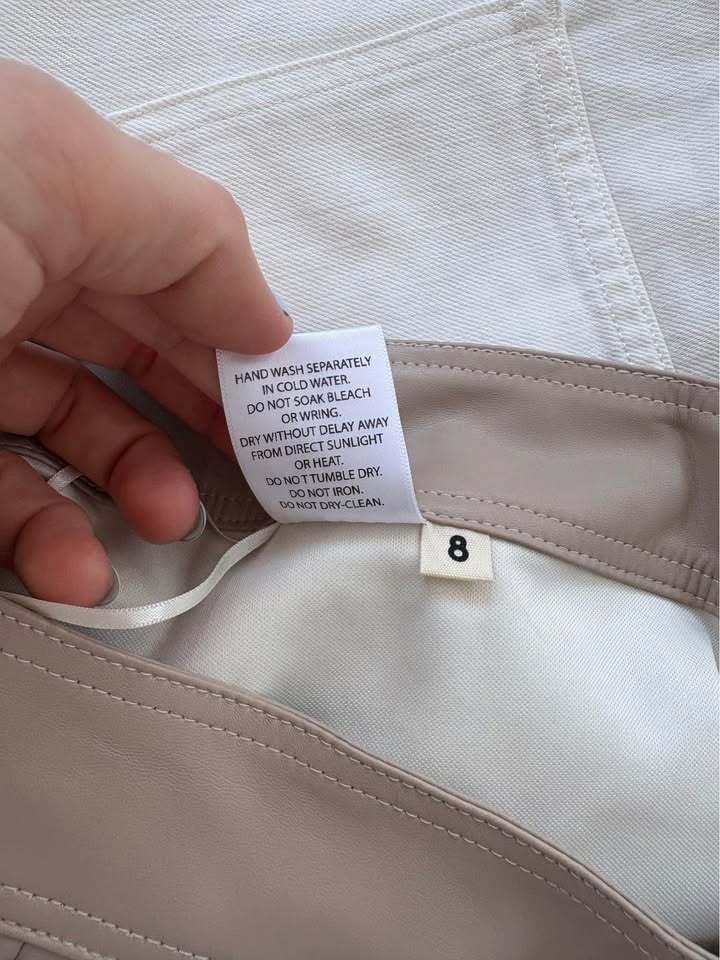 HAND WASH SEPARATELY
IN COLD WATER.
DO NOT SOAK BLEACH
OR WRING.
DRY WITHOUT DELAY AWAY
FROM DIRECT SUNLIGHT
OR HEAT.
DO NOT TUMBLE DRY.
DO NOT IRON.
DO NOT DRY-CLEAN.
8